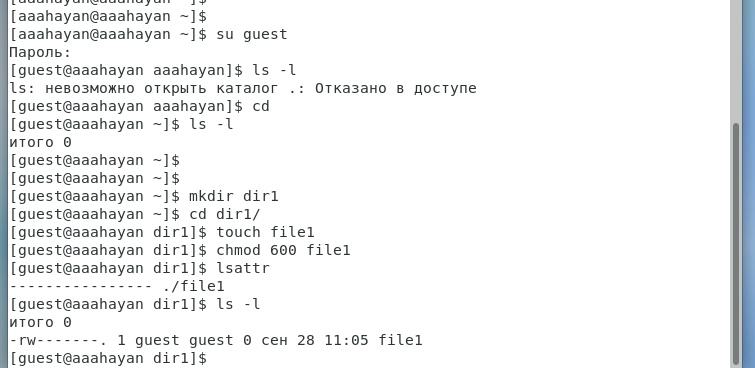 [aaahayan@aaahayan ~]$
[aaahayan@aaahayan ~]$
[aaahayan@aaahayan ~]$ su guest
Пароль:
[guest@aaahayan aaahayan]$ ls -l
ls: невозможно открыть каталог .: Отказано в доступе
[guest@aaahayan aaahayan]$ cd
[guest@aaahayan ~]$ ls -l
итого 0
[guest@aaahayan ~]$
[guest@aaahayan ~]$
[guest@aaahayan ~]$ mkdir dir1
[guest@aaahayan ~]$ cd dir1/
[guest@aaahayan dir1]$ touch file1
[guest@aaahayan dir1]$ chmod 600 file1
[guest@aaahayan dir1]$ lsattr
---------------- ./file1
[guest@aaahayan dir1]$ ls -l
итого 0
-rw-------. 1 guest guest 0 сен 28 11:05 file1
[guest@aaahayan dir1]$